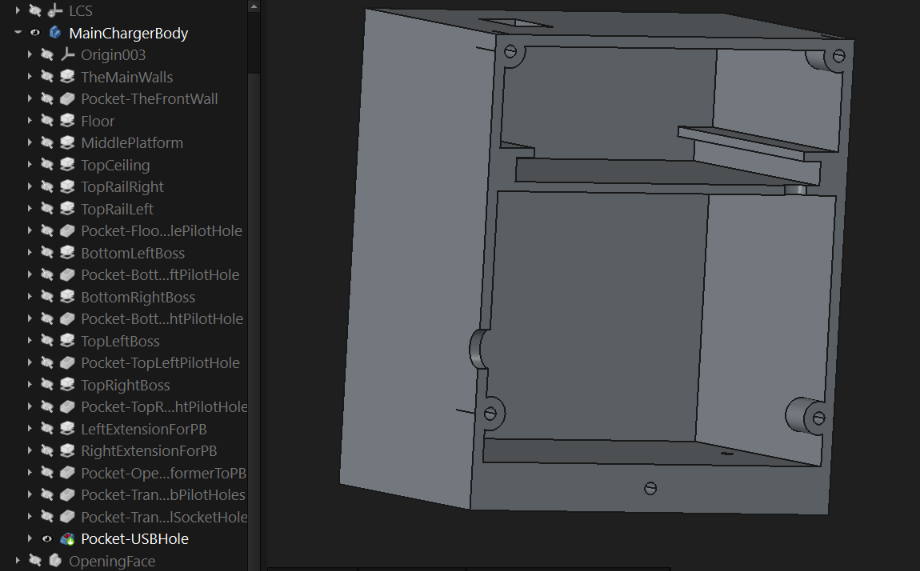 LCS
MainChargerBody
Origin003
TheMainWalls
Pocket-TheFrontWall
Floor
MiddlePlatform
TopCeiling
TopRailRight
TopRailLeft
Pocket-Floo...lePilotHole
BottomLeftBoss
Pocket-Bott...ftPilotHole
BottomRightBoss
Pocket-Bott...htPilotHole
TopLeftBoss
Pocket-TopLeftPilotHole
TopRightBoss
Pocket-TopR...htPilotHole
LeftExtensionForPB
RightExtensionForPB
Pocket-Ope...formerToPB
Pocket-Tran...bPilotHoles
Pocket-Tran...lSocketHole
Pocket-USBHole
OpeningFace